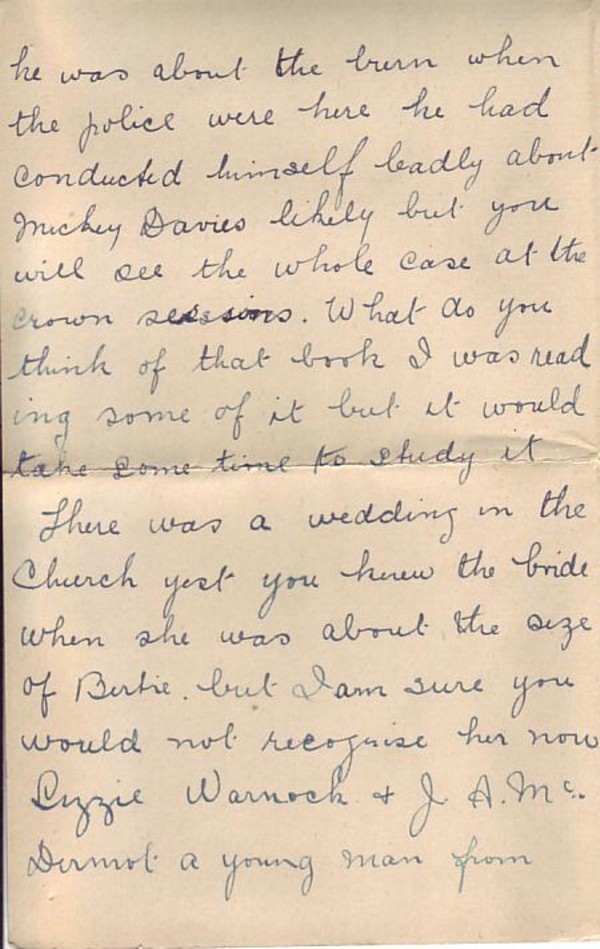 he was about the burn when
the police were here he had
conducted himself badly about
Mickey Davies likely but you
will see the whole case at the
crown sessions. What do you
think of that book I was read
ing some of it but it would
take some time to study it
There was a wedding in the
Church yest you knew the bride
when she was about the size
of Bertie. but I am sure you
would not recognise her now
Lizzie Warnock & J. A. Mc.
Dermot a young man from